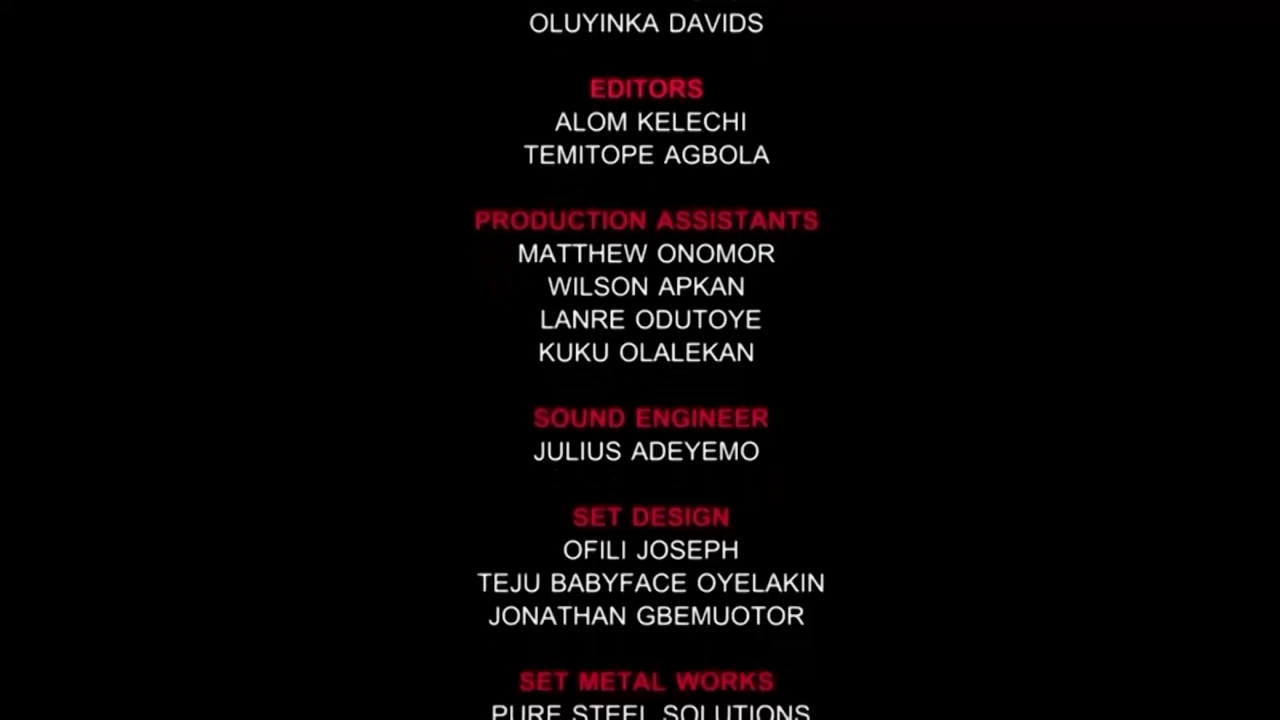 OLUYINKA DAVIDS
EDITORS
ALOM KELECHI
TEMITOPE AGBOLA
PRODUCTION ASSISTANTS
MATTHEW ONOMOR
WILSON APKAN
LANRE ODUTOYE
KUKU OLALEKAN
SOUND ENGINEER
JULIUS ADEYEMO
SET DESIGN
OFILI JOSEPH
TEJU BABYFACE OYELAKIN
JONATHAN GBEMUOTOR
SET METAL WORKS
PURE STEEL SOLUTIONS